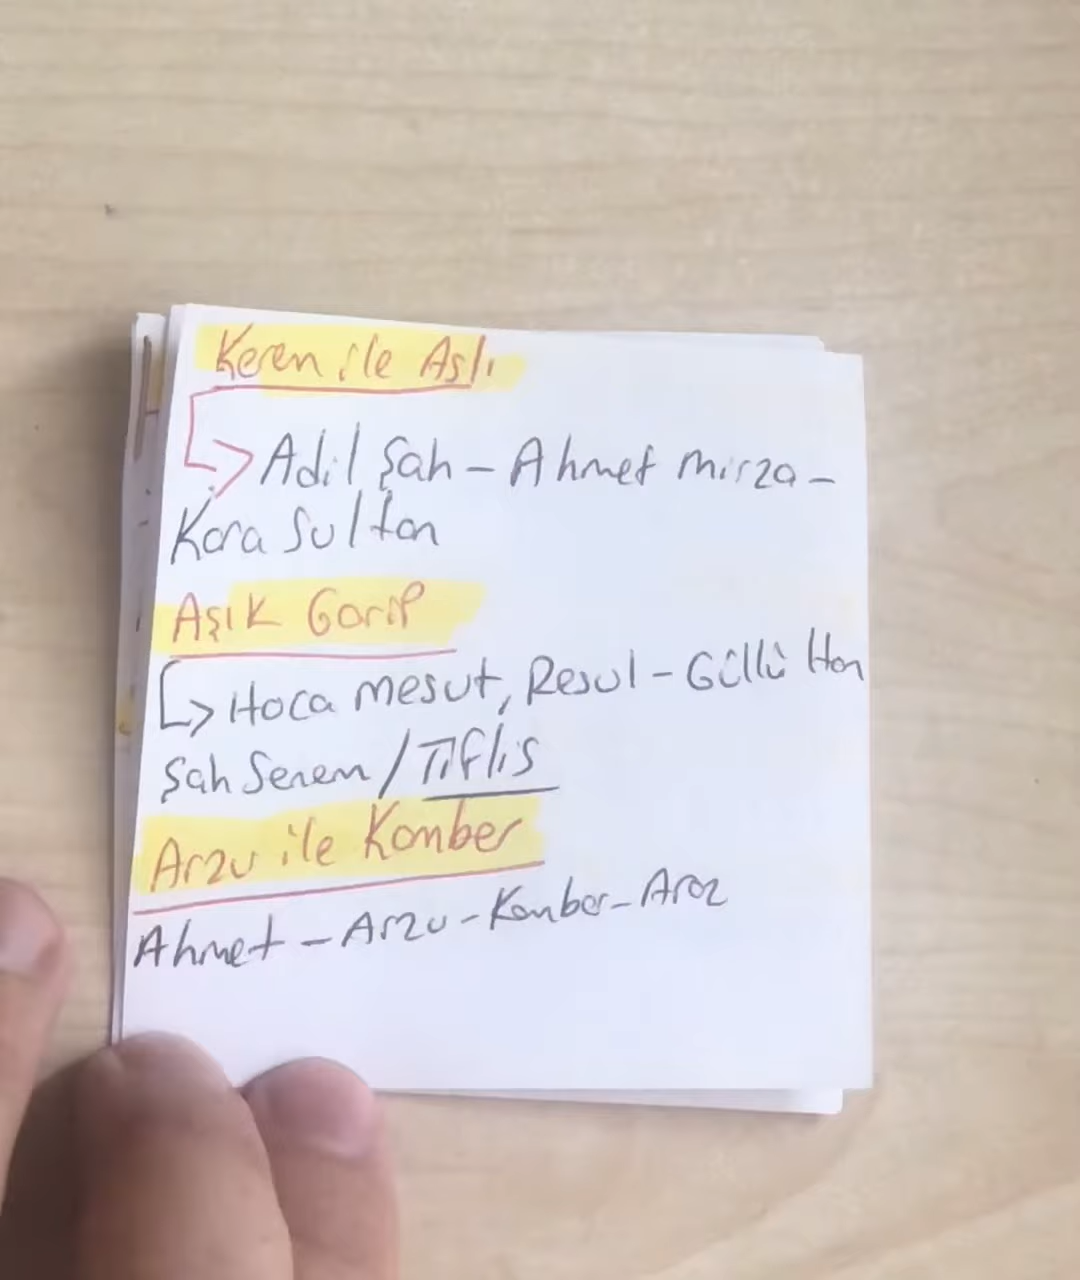 Kerem ile Aslı
Adil Şah - Ahmet Mirza -
Kara Sultan
Aşık Garip
Hoca Mesut, Resul - Güllü Han
Şah Senem / Tiflis
Arzu ile Kamber
Ahmet - Arzu - Kamber - Araz